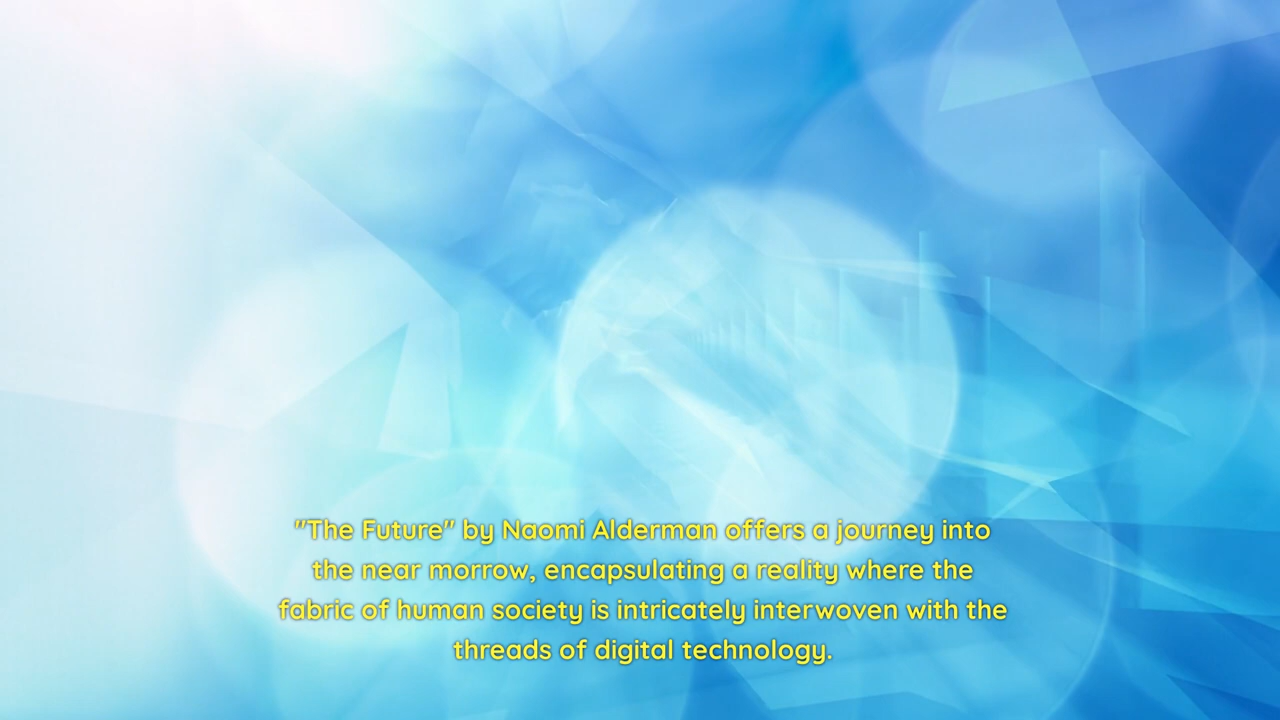 "The Future" by Naomi Alderman offers a journey into
the near morrow, encapsulating a reality where the
fabric of human society is intricately interwoven with the
threads of digital technology.